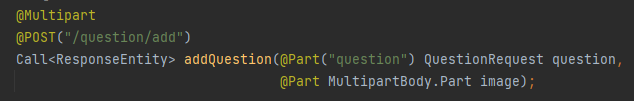 @Multipart
@POST("/question/add")
Call<ResponseEntity> addQuestion(@Part("question") QuestionRequest question,
@Part MultipartBody.Part image);